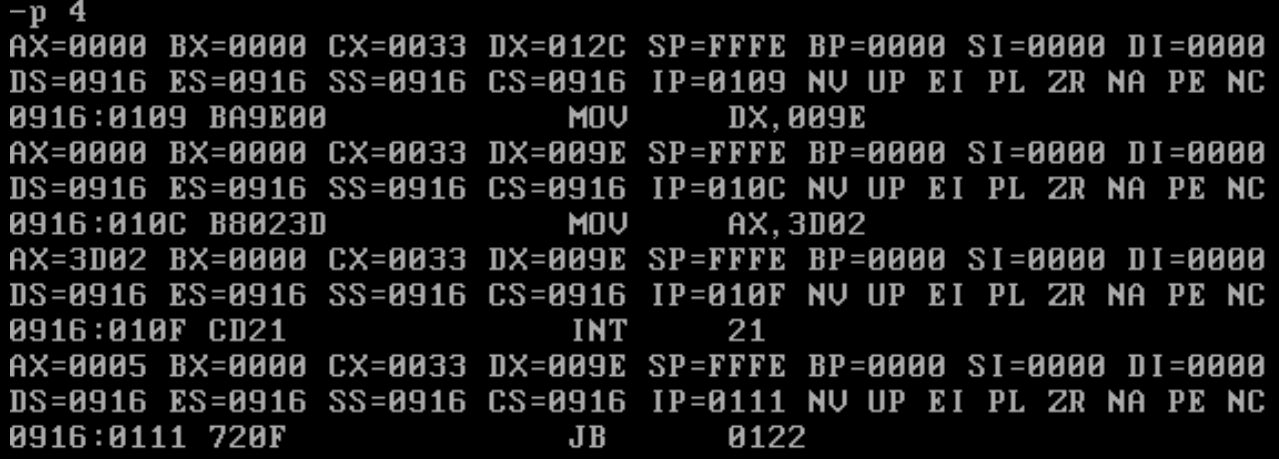 -p 4
AX=0000 BX=0000 CX=0033 DX=012C SP=FFFE BP=0000 SI=0000 DI=0000
DS=0916 ES=0916 SS=0916 CS=0916 IP=0109 NV UP EI PL ZR NA PE NC
0916:0109 BA9E00 MOV DX,009E
AX=0000 BX=0000 CX=0033 DX=009E SP=FFFE BP=0000 SI=0000 DI=0000
DS=0916 ES=0916 SS=0916 CS=0916 IP=010C NV UP EI PL ZR NA PE NC
0916:010C B8023D MOV AX,3D02
AX=3D02 BX=0000 CX=0033 DX=009E SP=FFFE BP=0000 SI=0000 DI=0000
DS=0916 ES=0916 SS=0916 CS=0916 IP=010F NV UP EI PL ZR NA PE NC
0916:010F CD21 INT 21
AX=0005 BX=0000 CX=0033 DX=009E SP=FFFE BP=0000 SI=0000 DI=0000
DS=0916 ES=0916 SS=0916 CS=0916 IP=0111 NV UP EI PL ZR NA PE NC
0916:0111 720F JB 0122